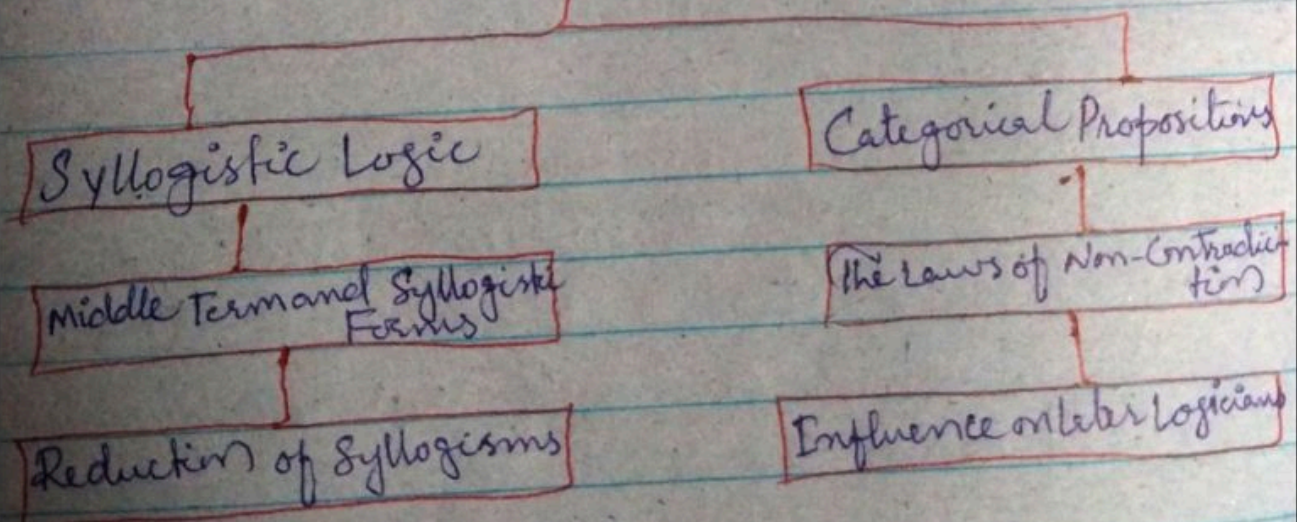 Syllogistic Logic
Categorical Propositions
Middle Term and Syllogisti
Forms
The Laws of Non-Contradic
tion
Reduction of Syllogisms
Influence on later Logicians